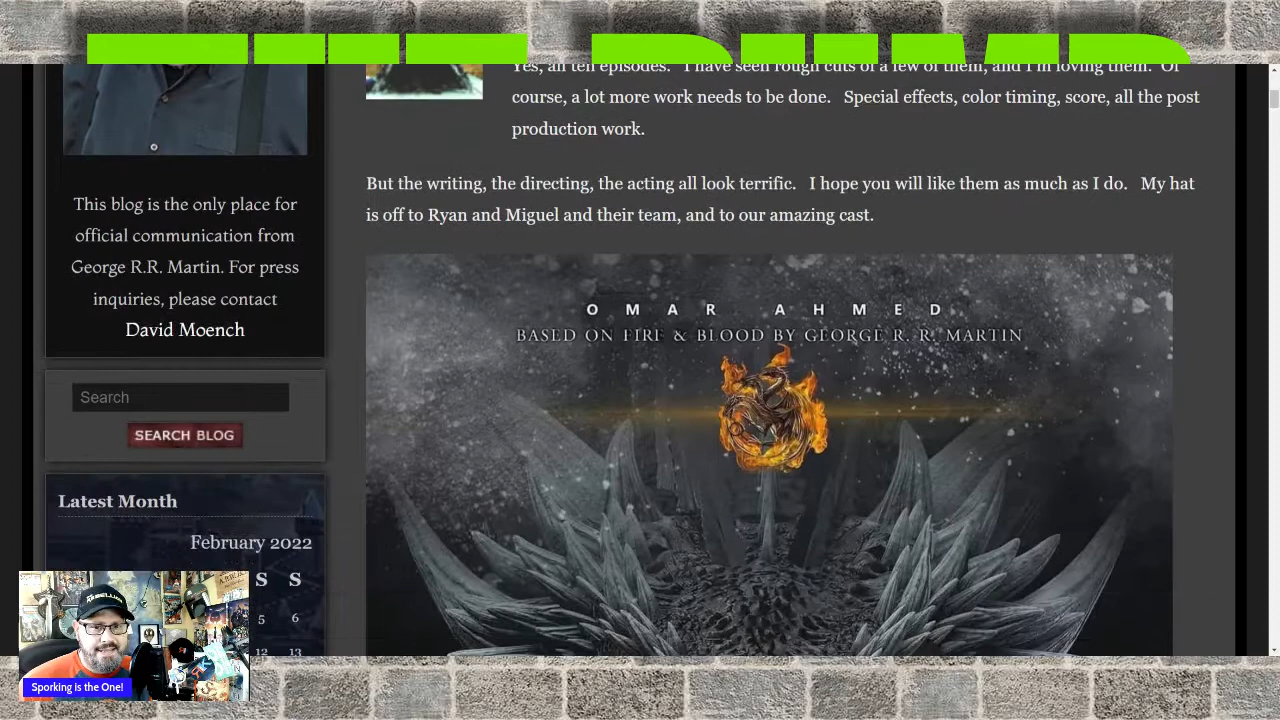 Yes, all ten episodes. I have seen rough cuts of a few of them, and I'm loving them. Of
course, a lot more work needs to be done. Special effects, color timing, score, all the post
production work.
But the writing, the directing, the acting all look terrific. I hope you will like them as much as I do. My hat
is off to Ryan and Miguel and their team, and to our amazing cast.
OMAR AHMED
BASED ON FIRE & BLOOD BY GEORGE R. R. MARTIN
This blog is the only place for
official communication from
George R.R. Martin. For press
inquiries, please contact
David Moench
Search
SEARCH BLOG
Latest Month
February 2022
S S
5 6
12 13
Sporking is the One!